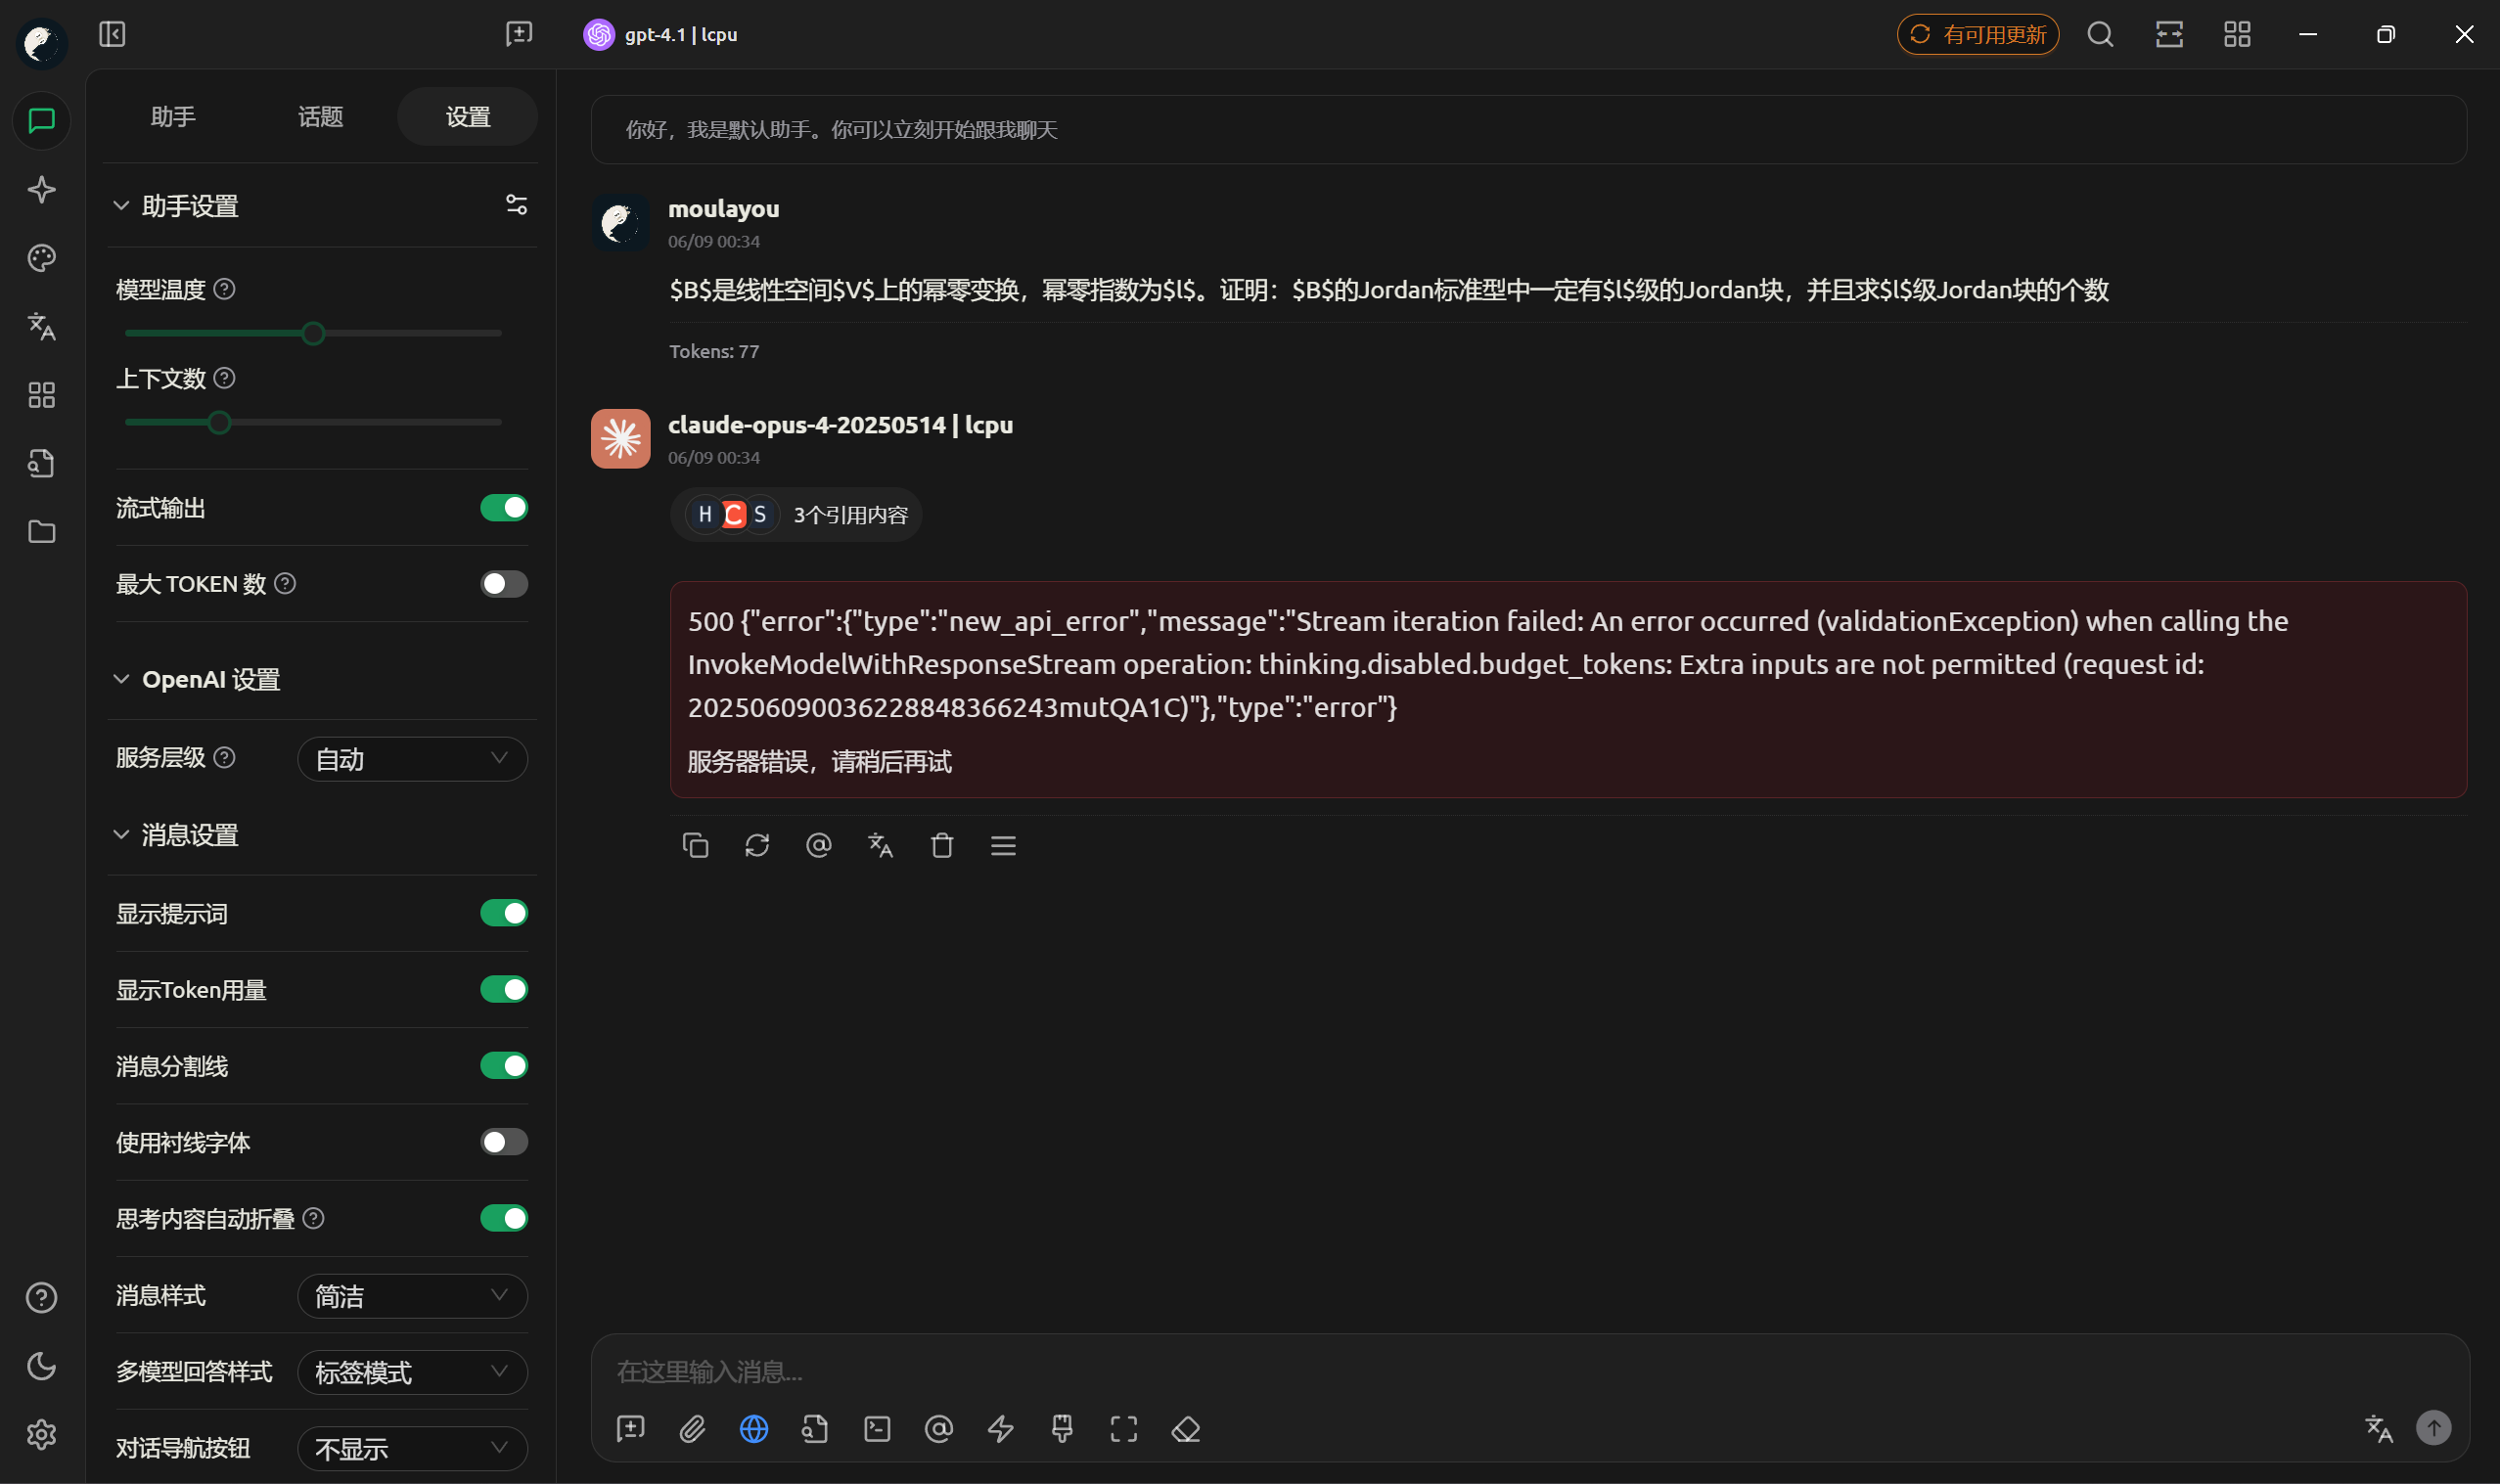 gpt-4.1 | lcpu
有可用更新
助手
话题
设置
助手设置
模型温度
上下文数
流式输出
最大 TOKEN 数
OpenAI 设置
服务层级
自动
消息设置
显示提示词
显示Token用量
消息分割线
使用衬线字体
思考内容自动折叠
消息样式
简洁
多模型回答样式
标签模式
对话导航按钮
不显示
你好，我是默认助手。你可以立刻开始跟我聊天
moulayou
06/09 00:34
$B$是线性空间$V$上的幂零变换，幂零指数为$l$。证明：$B$的Jordan标准型中一定有$l$级的Jordan块，并且求$l$级Jordan块的个数
Tokens: 77
claude-opus-4-20250514 | lcpu
06/09 00:34
H C S 3个引用内容
500 {"error":{"type":"new_api_error","message":"Stream iteration failed: An error occurred (validationException) when calling the
InvokeModelWithResponseStream operation: thinking.disabled.budget_tokens: Extra inputs are not permitted (request id:
20250609003622884836624​3mutQA1C)"},"type":"error"}
服务器错误，请稍后再试
在这里输入消息...